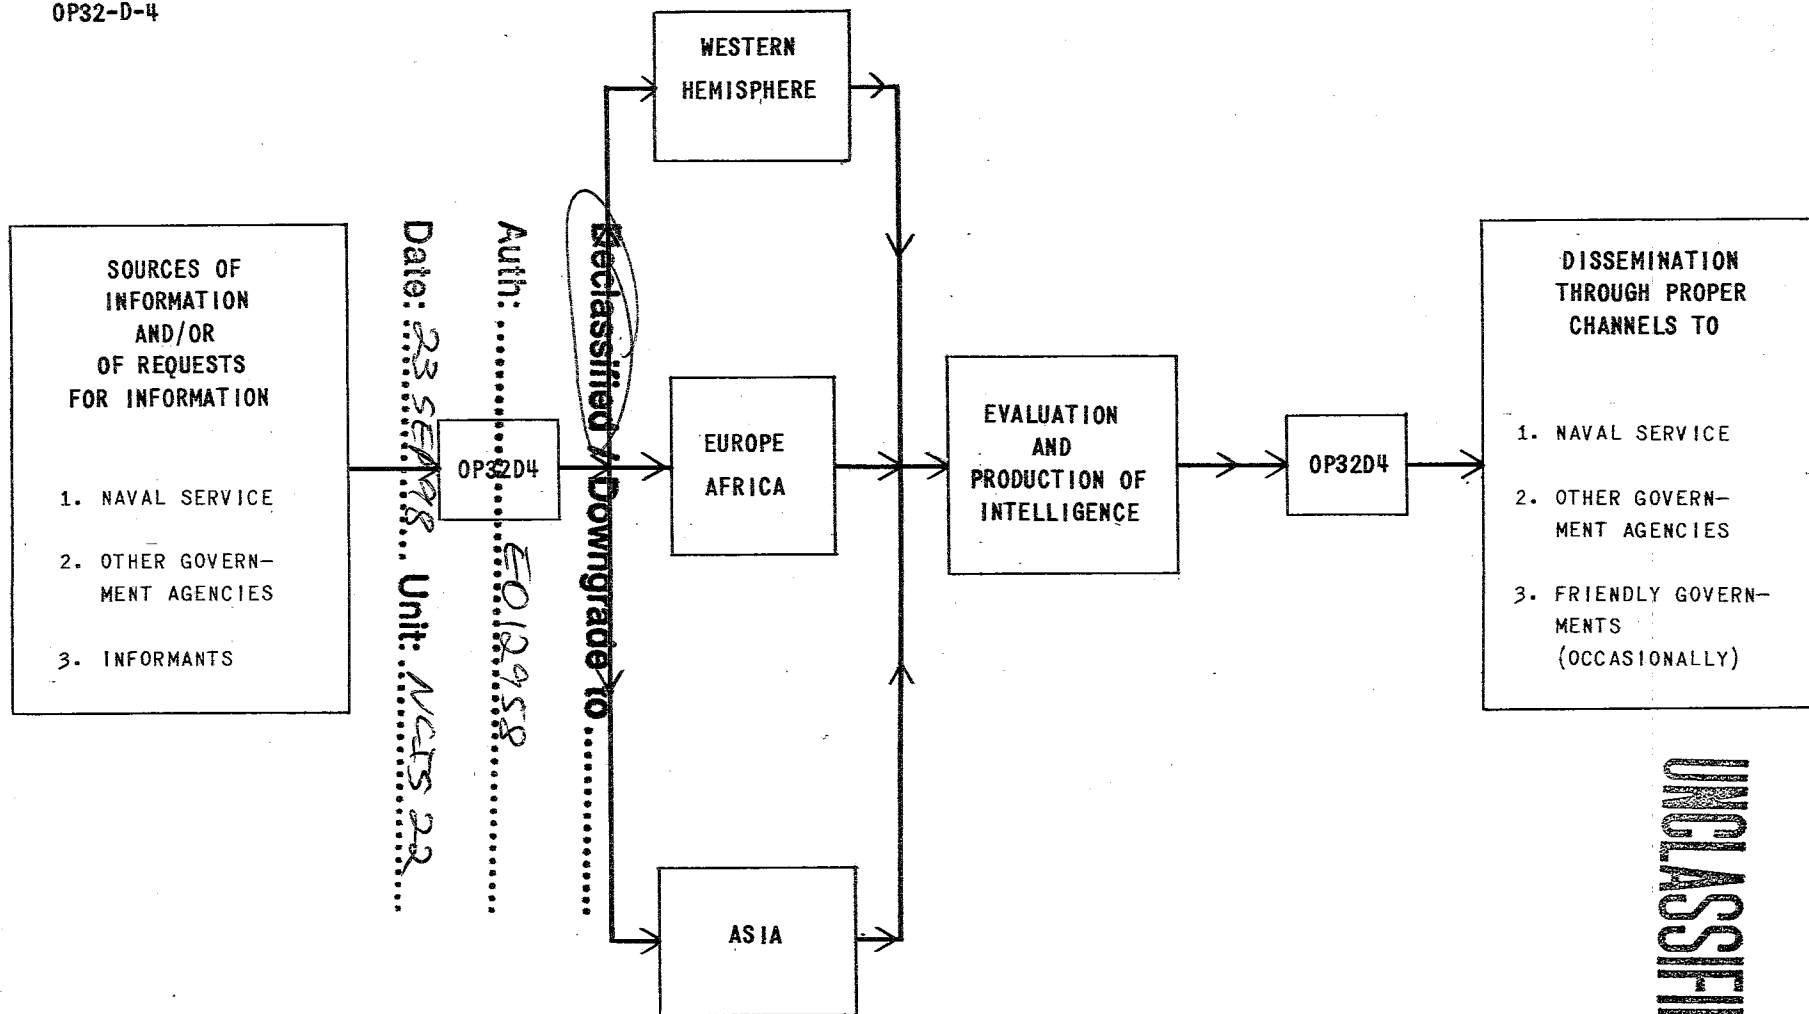 OP32-D-4
WESTERN
HEMISPHERE
SOURCES OF
INFORMATION
AND/OR
OF REQUESTS
FOR INFORMATION
1. NAVAL SERVICE
2. OTHER GOVERN-
MENT AGENCIES
3. INFORMANTS
Date: 23 SEP 98 Unit: NCIS 22
Auth: EO12958
Declassified / Downgrade to
OP32D4
EUROPE
AFRICA
ASIA
EVALUATION
AND
PRODUCTION OF
INTELLIGENCE
OP32D4
DISSEMINATION
THROUGH PROPER
CHANNELS TO
1. NAVAL SERVICE
2. OTHER GOVERN-
MENT AGENCIES
3. FRIENDLY GOVERN-
MENTS
(OCCASIONALLY)
UNCLASSIFI